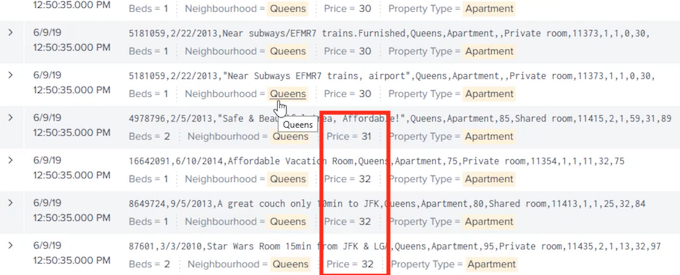 12:50:35.000 PM Beds = 1 Neighbourhood = Queens Price = 30 Property Type = Apartment
> 6/9/19 5181059,2/22/2013,Near subways/EFMR7 trains.Furnished,Queens,Apartment,,Private room,11373,1,1,0,30,
12:50:35.000 PM Beds = 1 Neighbourhood = Queens Price = 30 Property Type = Apartment
> 6/9/19 5181059,2/22/2013,"Near Subways EFMR7 trains, airport",Queens,Apartment,,Private room,11373,1,1,0,30,
12:50:35.000 PM Beds = 1 Neighbourhood = Queens Price = 30 Property Type = Apartment
Queens
> 6/9/19 4978796,2/5/2013,"Safe & Affordable!",Queens,Apartment,85,Shared room,11415,2,1,59,31,89
12:50:35.000 PM Beds = 2 Neighbourhood = Queens Price = 31 Property Type = Apartment
> 6/9/19 16642091,6/10/2014,Affordable Vacation Room,Queens,Apartment,75,Private room,11354,1,1,11,32,75
12:50:35.000 PM Beds = 1 Neighbourhood = Queens Price = 32 Property Type = Apartment
> 6/9/19 8649724,9/5/2013,A great couch only 10min to JFK,Queens,Apartment,80,Shared room,11413,1,1,25,32,84
12:50:35.000 PM Beds = 1 Neighbourhood = Queens Price = 32 Property Type = Apartment
> 6/9/19 87601,3/3/2010,Star Wars Room 15min from JFK & LGA,Queens,Apartment,95,Private room,11435,2,1,13,32,97
12:50:35.000 PM Beds = 2 Neighbourhood = Queens Price = 32 Property Type = Apartment